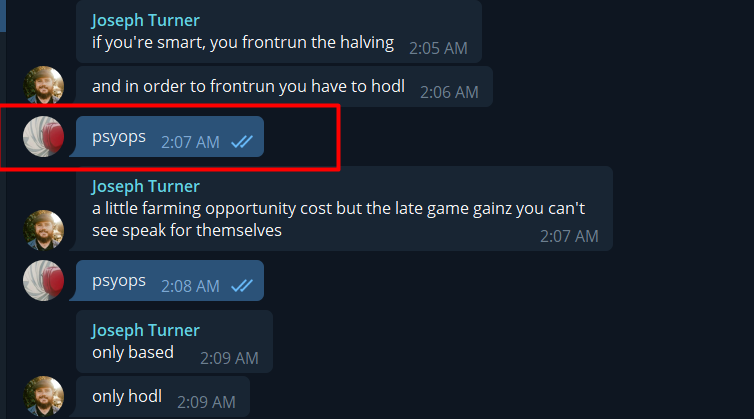 Joseph Turner
if you're smart, you frontrun the halving 2:05 AM
and in order to frontrun you have to hodl 2:06 AM
psyops 2:07 AM
Joseph Turner
a little farming opportunity cost but the late game gainz you can't
see speak for themselves 2:07 AM
psyops 2:08 AM
Joseph Turner
only based 2:09 AM
only hodl 2:09 AM